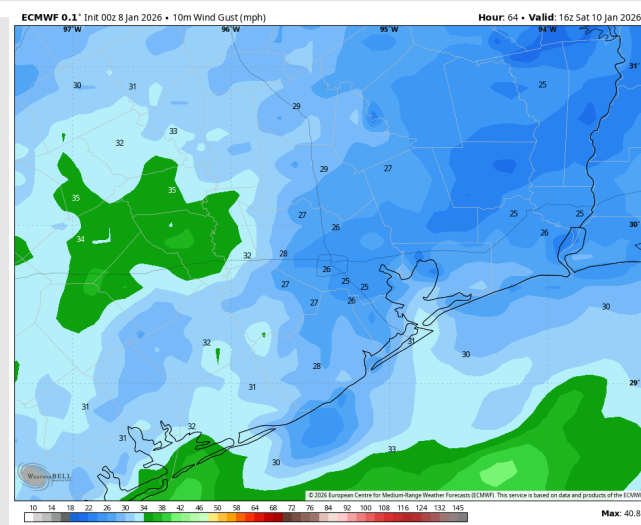 ECMWF 0.1° Init 00z 8 Jan 2026 • 10m Wind Gust (mph)
Hour: 64 • Valid: 16z Sat 10 Jan 2026
97°W 96°W 95°W 94°W
31°
30 31 25
29
33
32
29 27
35 35
27 25 25
26 26
30°
34
32 28
26
27 25 25
27 26
30
31
32 30
28
29°
31
31
32
31
33
30
WEATHERBELL
© 2026 European Centre for Medium-Range Weather Forecasts (ECMWF). This service is based on data and products of the ECMWF
10 14 18 22 26 30 34 38 42 46 50 54 60 64 68 72 76 84 92 100 108 116 124 132 145
Max: 40.8